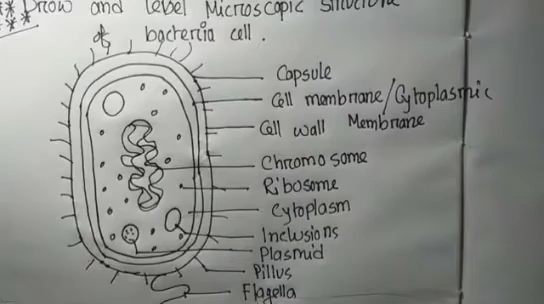 ** Draw and Lebel Microscopic Structure
** of bacteria cell.
Capsule
Cell membrane/Cytoplasmic
Cell wall Membrane
Chromosome
Ribosome
Cytoplasm
Inclusions
Plasmid
Pillus
Flagella